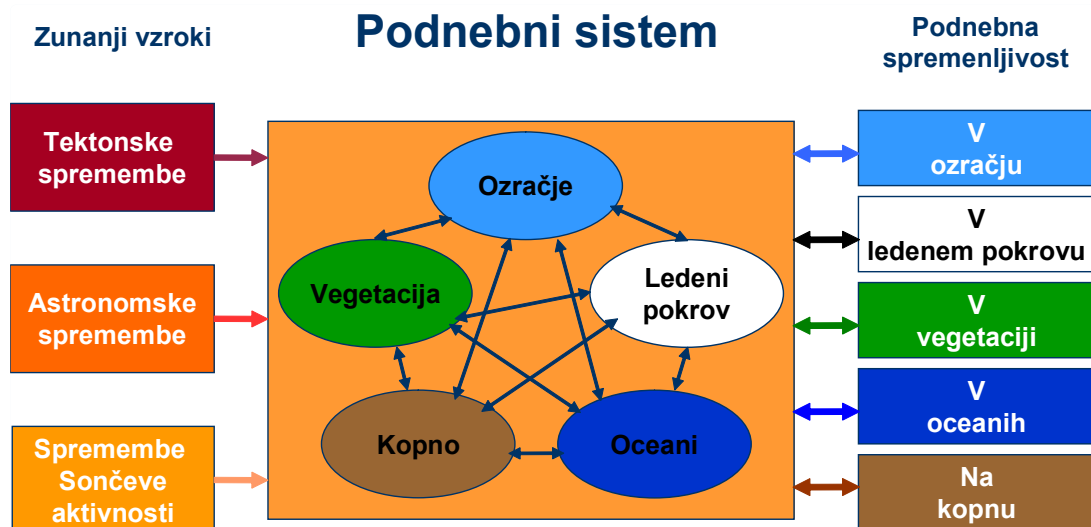 Zunanji vzroki
Podnebni sistem
Podnebna
spremenljivost
Tektonske
spremembe
Astronomske
spremembe
Spremembe
Sončeve
aktivnosti
Ozračje
Vegetacija
Ledeni
pokrov
Kopno
Oceani
V
ozračju
V
ledenem pokrovu
V
vegetaciji
V
oceanih
Na
kopnu